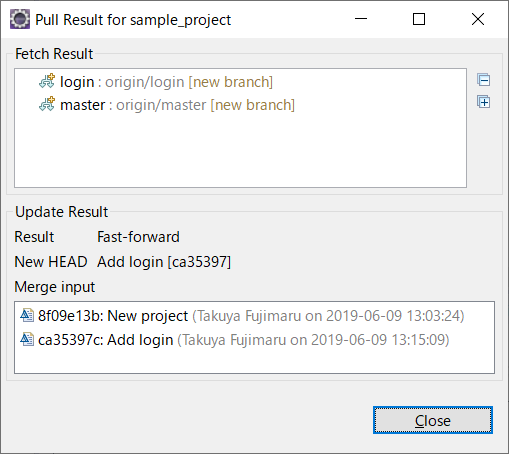 Pull Result for sample_project
Fetch Result
login : origin/login [new branch]
master : origin/master [new branch]
Update Result
Result Fast-forward
New HEAD Add login [ca35397]
Merge input
8f09e13b: New project (Takuya Fujimaru on 2019-06-09 13:03:24)
ca35397c: Add login (Takuya Fujimaru on 2019-06-09 13:15:09)
Close